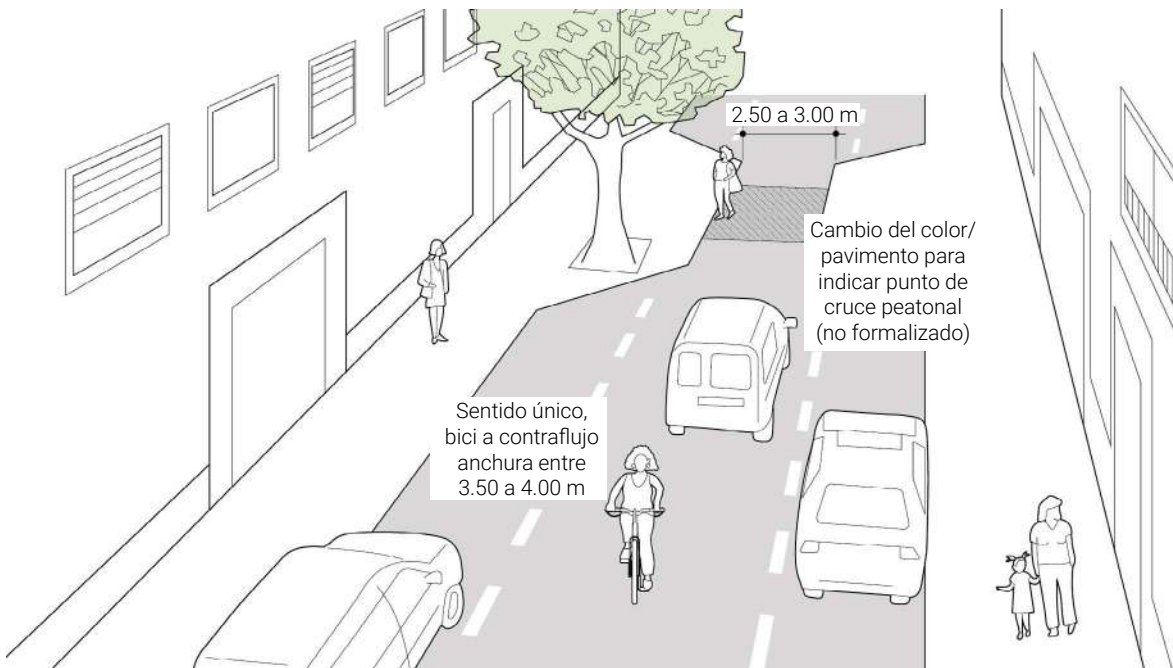 2.50 a 3.00 m
Cambio del color/
pavimento para
indicar punto de
cruce peatonal
(no formalizado)
Sentido único,
bici a contraflujo
anchura entre
3.50 a 4.00 m